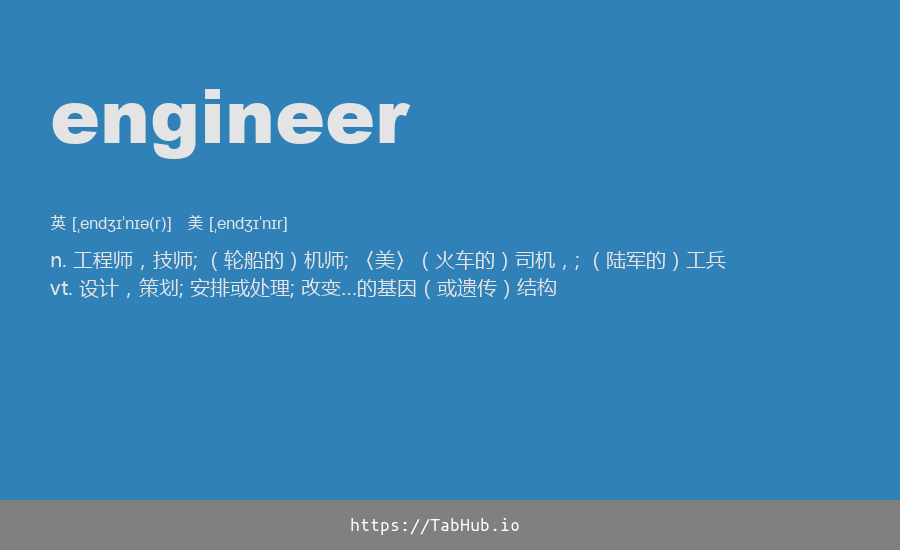 engineer
英 [ˌendʒɪˈnɪə(r)] 美 [ˌendʒɪˈnɪr]
n. 工程师，技师; （轮船的）机师; 〈美〉（火车的）司机，; （陆军的）工兵
vt. 设计，策划; 安排或处理; 改变…的基因（或遗传）结构
https://TabHub.io